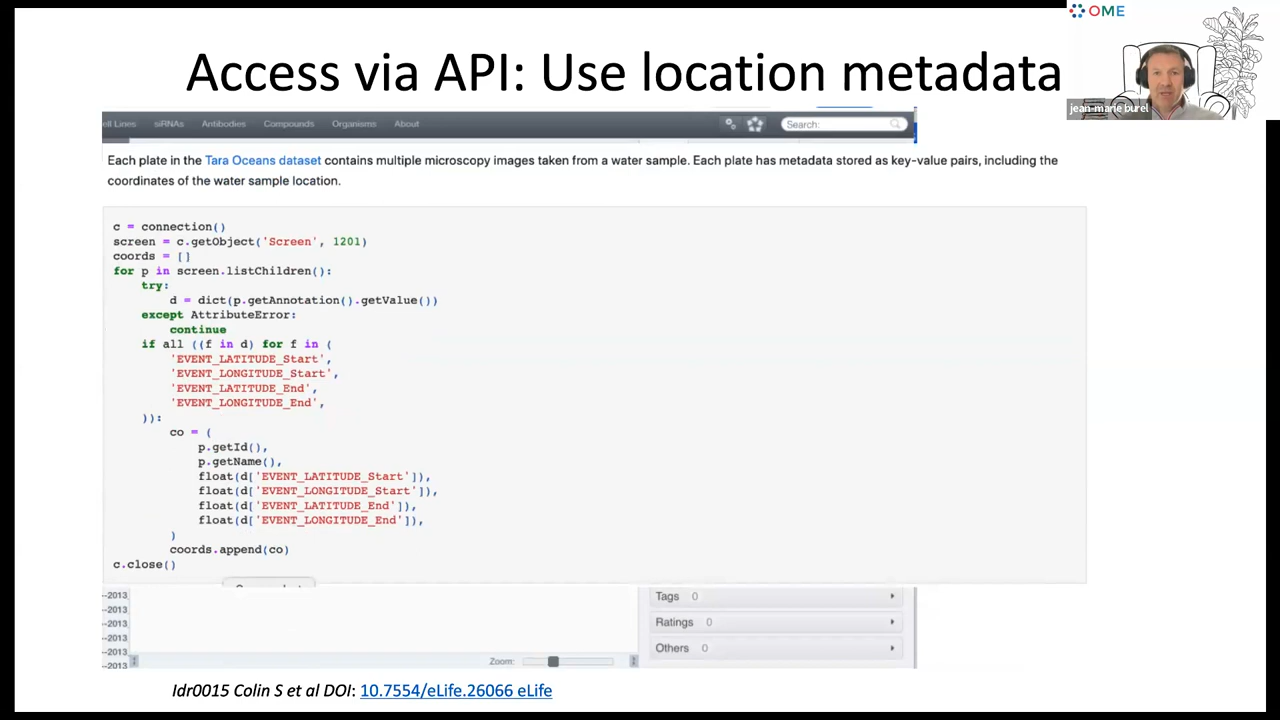 OME
Access via API: Use location metadata
jean-marie burel
ell Lines siRNAs Antibodies Compounds Organisms About Search:
Each plate in the Tara Oceans dataset contains multiple microscopy images taken from a water sample. Each plate has metadata stored as key-value pairs, including the
coordinates of the water sample location.
c = connection()
screen = c.getObject('Screen', 1201)
coords = []
for p in screen.listChildren():
    try:
        d = dict(p.getAnnotation().getValue())
    except AttributeError:
        continue
    if all ((f in d) for f in (
        'EVENT_LATITUDE_Start',
        'EVENT_LONGITUDE_Start',
        'EVENT_LATITUDE_End',
        'EVENT_LONGITUDE_End',
    )):
        co = (
            p.getId(),
            p.getName(),
            float(d['EVENT_LATITUDE_Start']),
            float(d['EVENT_LONGITUDE_Start']),
            float(d['EVENT_LATITUDE_End']),
            float(d['EVENT_LONGITUDE_End']),
        )
        coords.append(co)
c.close()
--2013 Tags 0
--2013
--2013 Ratings 0
--2013
--2013 Others 0
--2013 Zoom:
Idr0015 Colin S et al DOI: 10.7554/eLife.26066 eLife